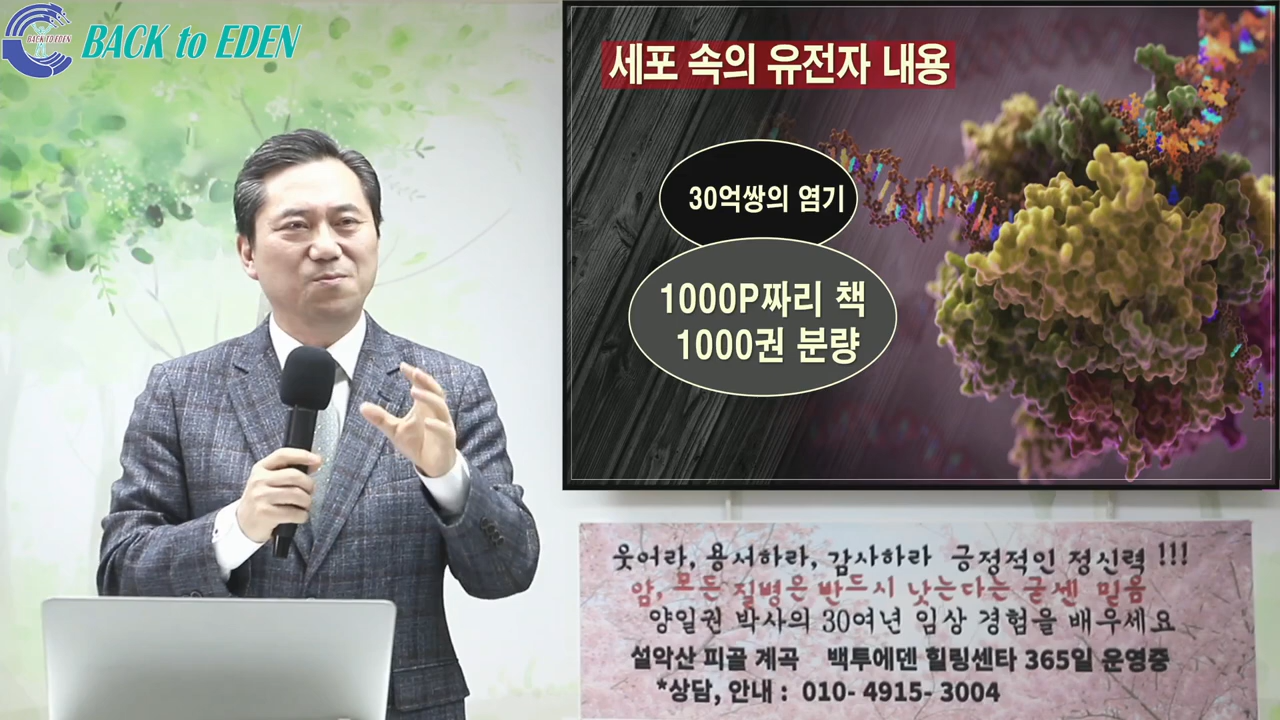 BACK to EDEN
BACK TO EDEN
세포 속의 유전자 내용
30억쌍의 염기
1000P짜리 책
1000권 분량
웃어라, 용서하라, 감사하라 긍정적인 정신력 !!!
암, 모든 질병은 반드시 낫는다는 굳센 믿음
양일권 박사의 30여년 임상 경험을 배우세요
설악산 피골 계곡 백투에덴 힐링센타 365일 운영중
*상담, 안내 : 010- 4915- 3004